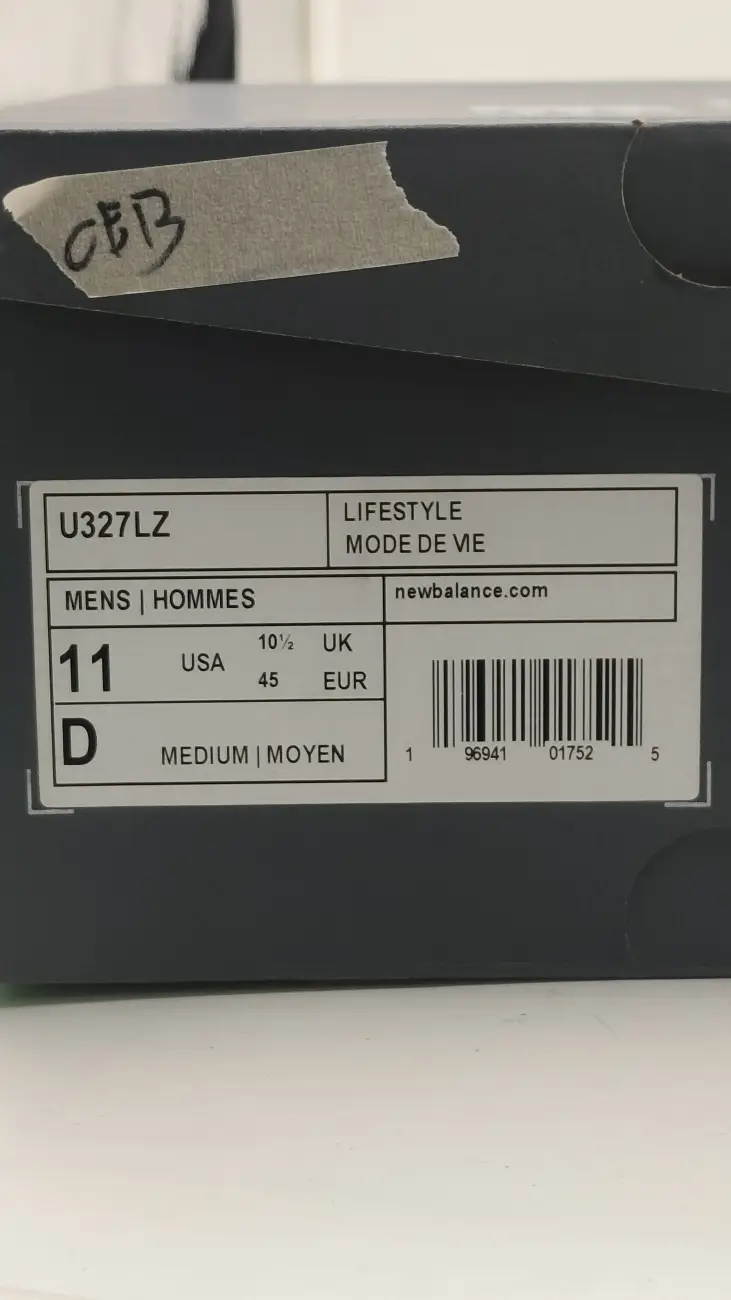 CEB
U327LZ
LIFESTYLE
MODE DE VIE
MENS | HOMMES
newbalance.com
11 USA 10½ UK
45 EUR
D MEDIUM | MOYEN
1 96941 01752 5